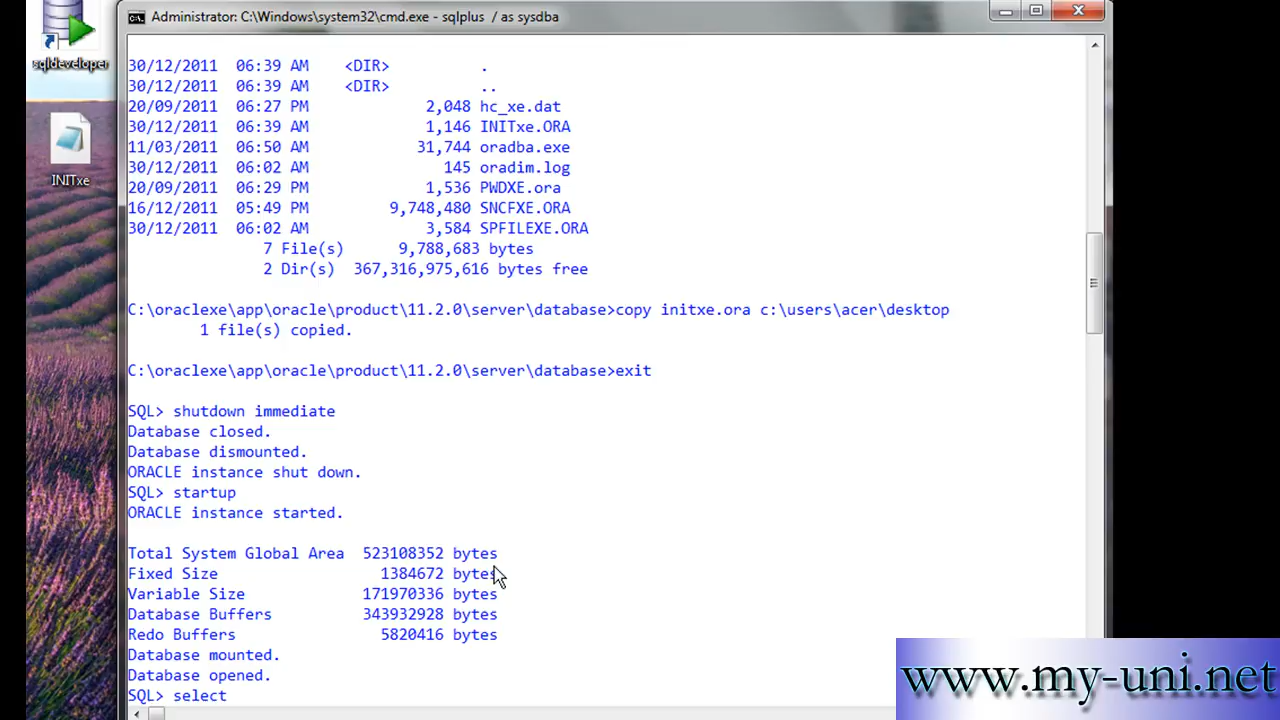 Administrator: C:\Windows\system32\cmd.exe - sqlplus / as sysdba
sqldeveloper
INITxe
30/12/2011 06:39 AM <DIR> .
30/12/2011 06:39 AM <DIR> ..
20/09/2011 06:27 PM 2,048 hc_xe.dat
30/12/2011 06:39 AM 1,146 INITxe.ORA
11/03/2011 06:50 AM 31,744 oradba.exe
30/12/2011 06:02 AM 145 oradim.log
20/09/2011 06:29 PM 1,536 PWDXE.ora
16/12/2011 05:49 PM 9,748,480 SNCFXE.ORA
30/12/2011 06:02 AM 3,584 SPFILEXE.ORA
7 File(s) 9,788,683 bytes
2 Dir(s) 367,316,975,616 bytes free
C:\oraclexe\app\oracle\product\11.2.0\server\database>copy initxe.ora c:\users\acer\desktop
1 file(s) copied.
C:\oraclexe\app\oracle\product\11.2.0\server\database>exit
SQL> shutdown immediate
Database closed.
Database dismounted.
ORACLE instance shut down.
SQL> startup
ORACLE instance started.
Total System Global Area 523108352 bytes
Fixed Size 1384672 bytes
Variable Size 171970336 bytes
Database Buffers 343932928 bytes
Redo Buffers 5820416 bytes
Database mounted.
Database opened.
SQL> select
www.my-uni.net